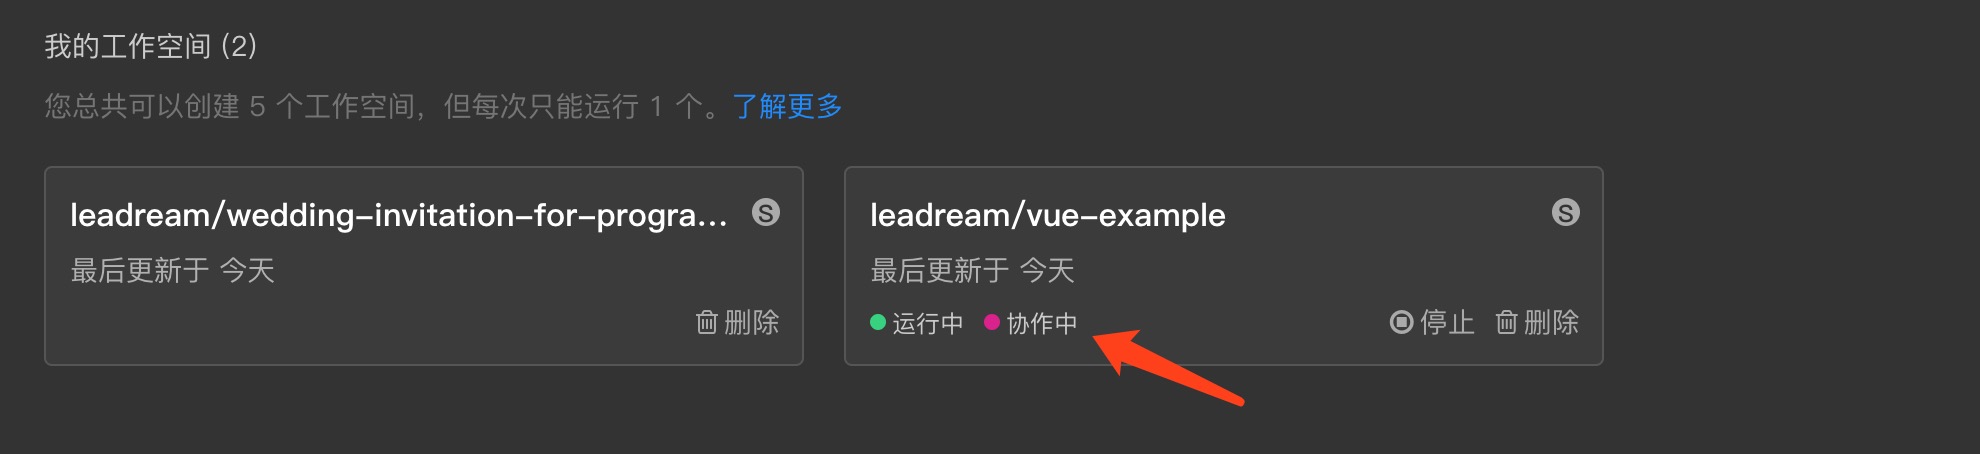 我的工作空间 (2)
您总共可以创建 5 个工作空间，但每次只能运行 1 个。了解更多
leadream/wedding-invitation-for-progra... S
最后更新于 今天
删除
leadream/vue-example S
最后更新于 今天
运行中 协作中 停止 删除